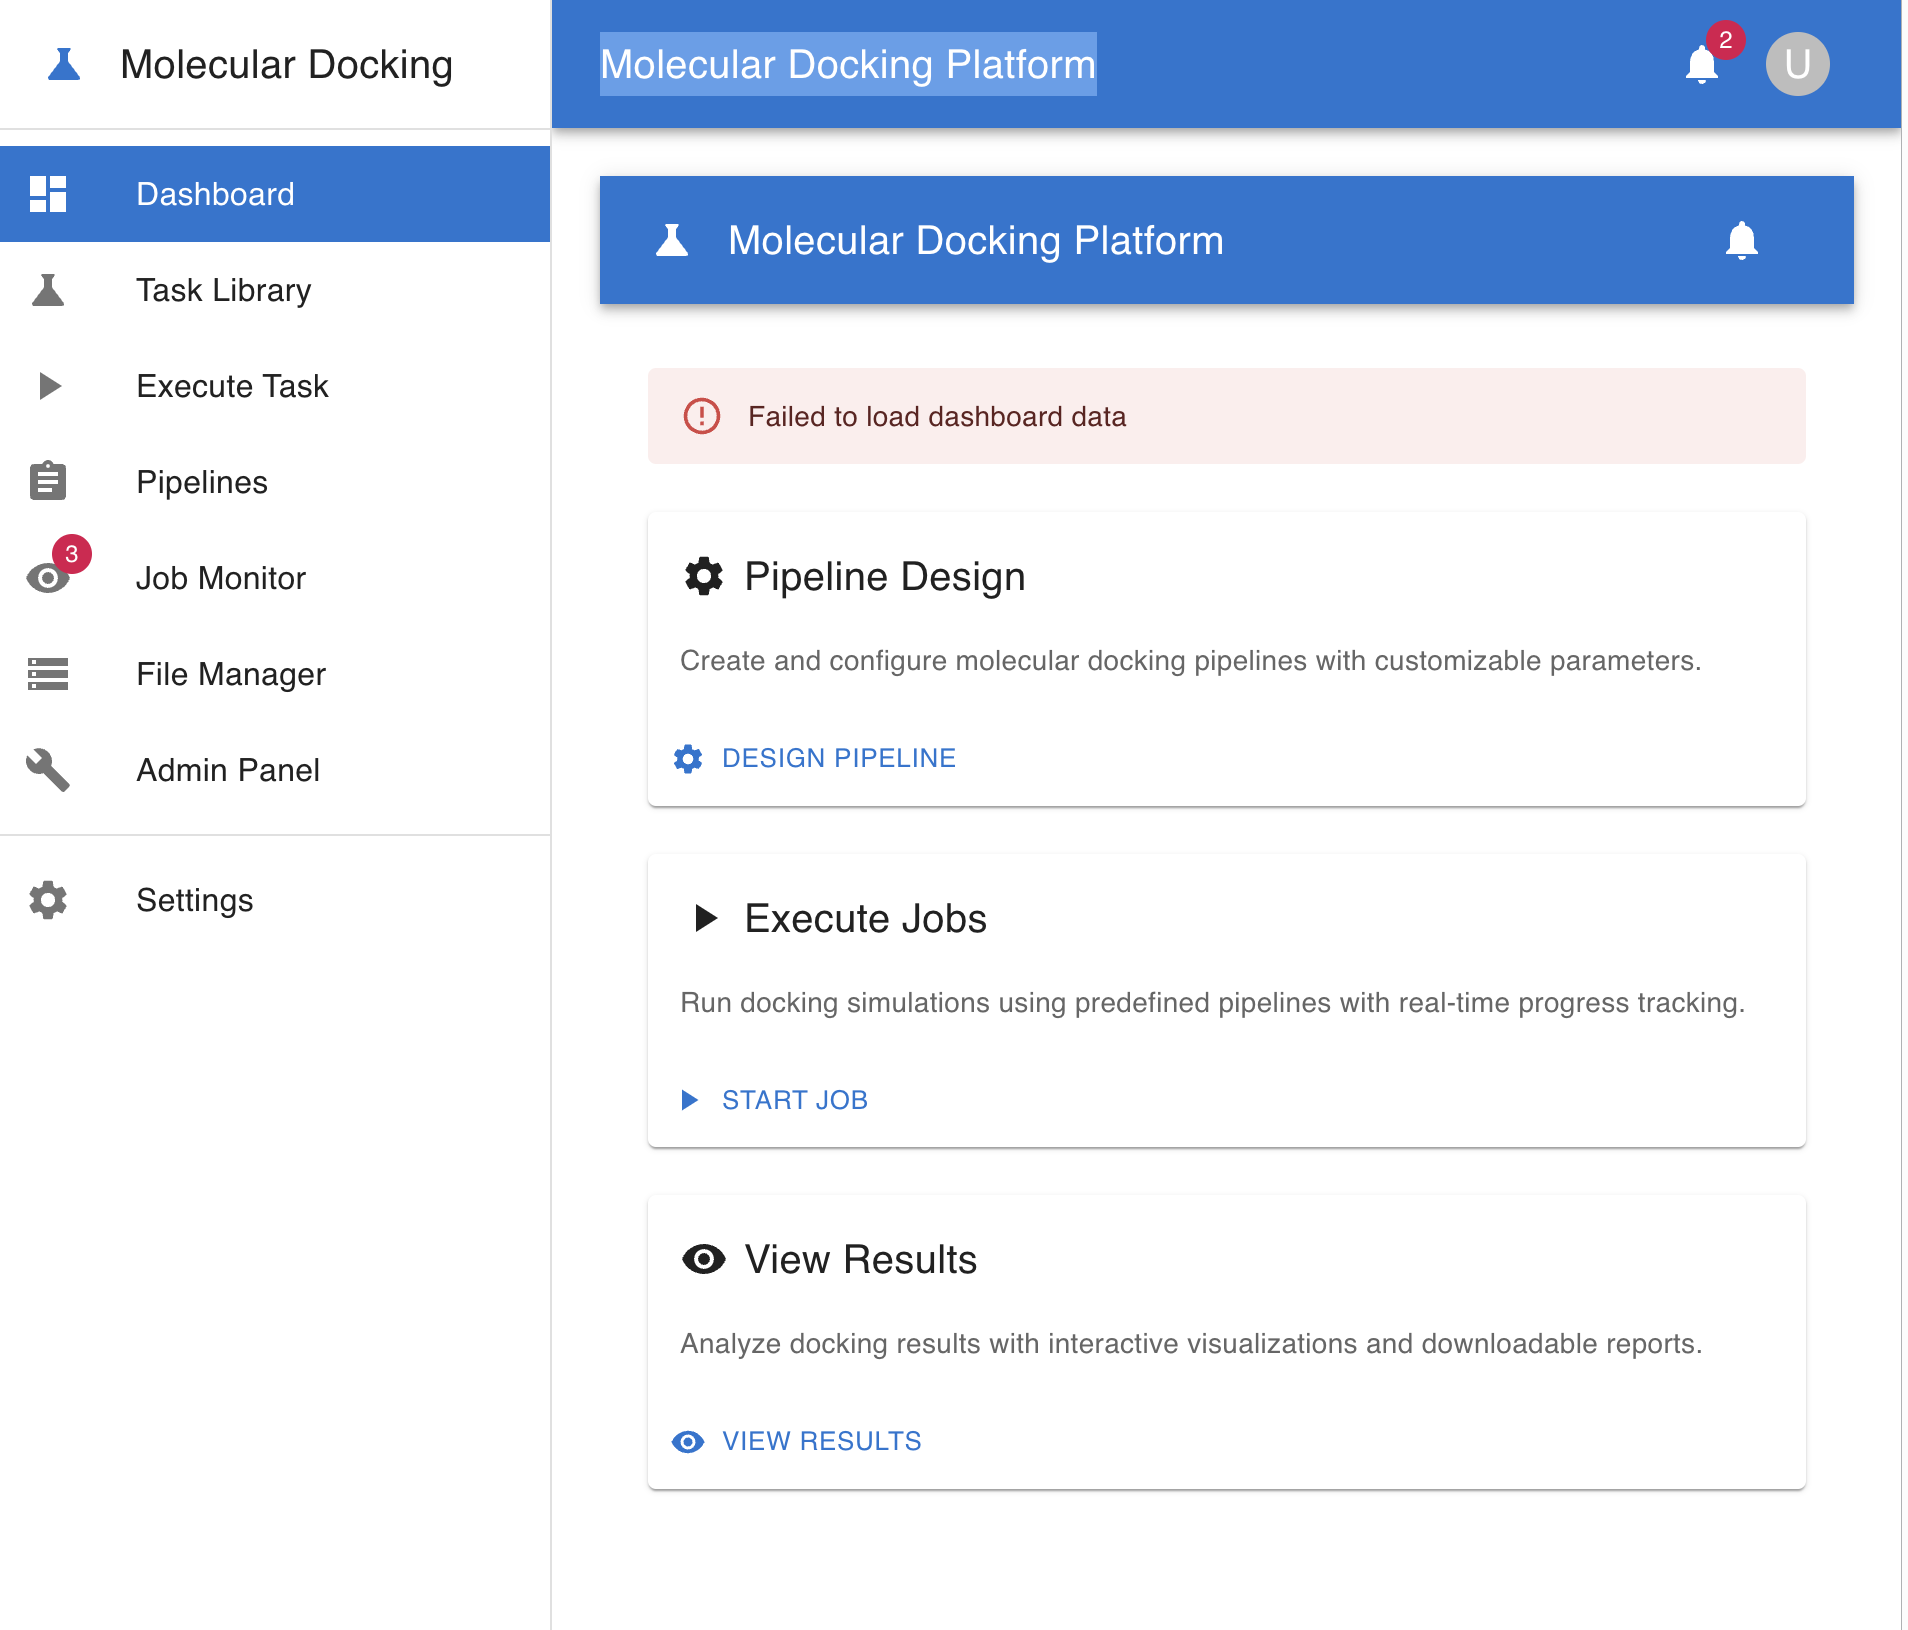 Molecular Docking
Dashboard
Task Library
Execute Task
Pipelines
3
Job Monitor
File Manager
Admin Panel
Settings
Molecular Docking Platform
2
U
Molecular Docking Platform
Failed to load dashboard data
Pipeline Design
Create and configure molecular docking pipelines with customizable parameters.
DESIGN PIPELINE
Execute Jobs
Run docking simulations using predefined pipelines with real-time progress tracking.
START JOB
View Results
Analyze docking results with interactive visualizations and downloadable reports.
VIEW RESULTS